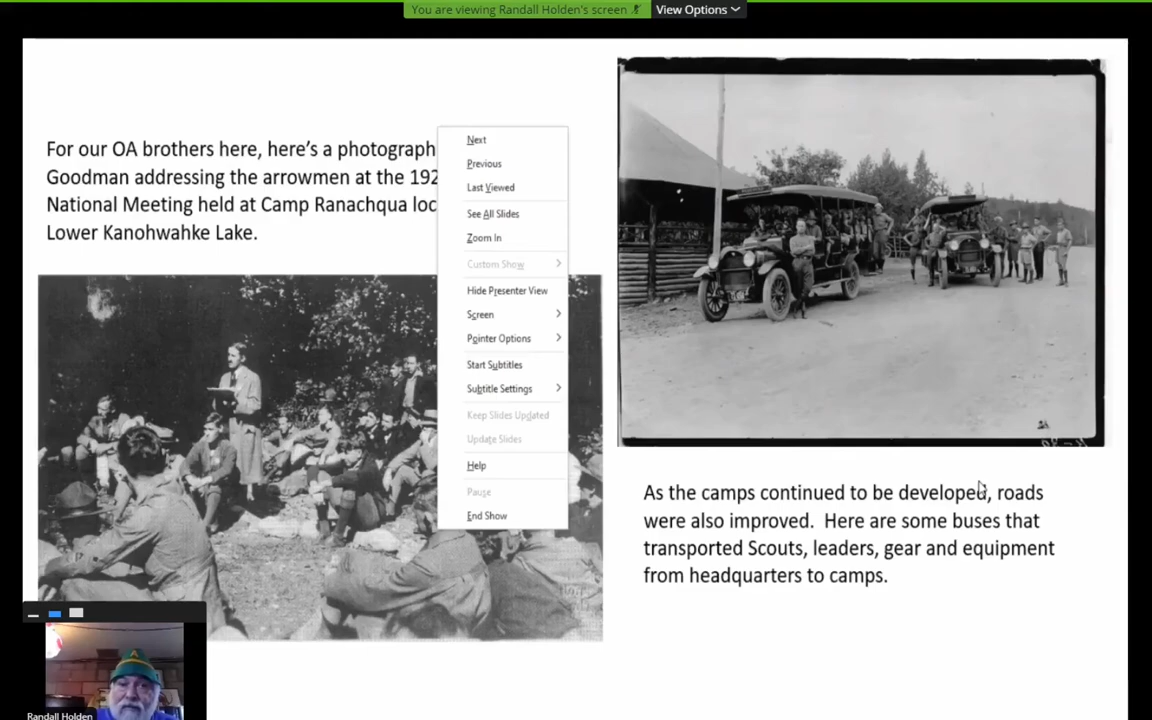 You are viewing Randall Holden's screen
View Options
For our OA brothers here, here's a photograph
Goodman addressing the arrowmen at the 192
National Meeting held at Camp Ranachqua loc
Lower Kanohwahke Lake.
Next
Previous
Last Viewed
See All Slides
Zoom In
Custom Show
Hide Presenter View
Screen
Pointer Options
Start Subtitles
Subtitle Settings
Keep Slides Updated
Update Slides
Help
Pause
End Show
As the camps continued to be developed, roads
were also improved. Here are some buses that
transported Scouts, leaders, gear and equipment
from headquarters to camps.
Randall Holden